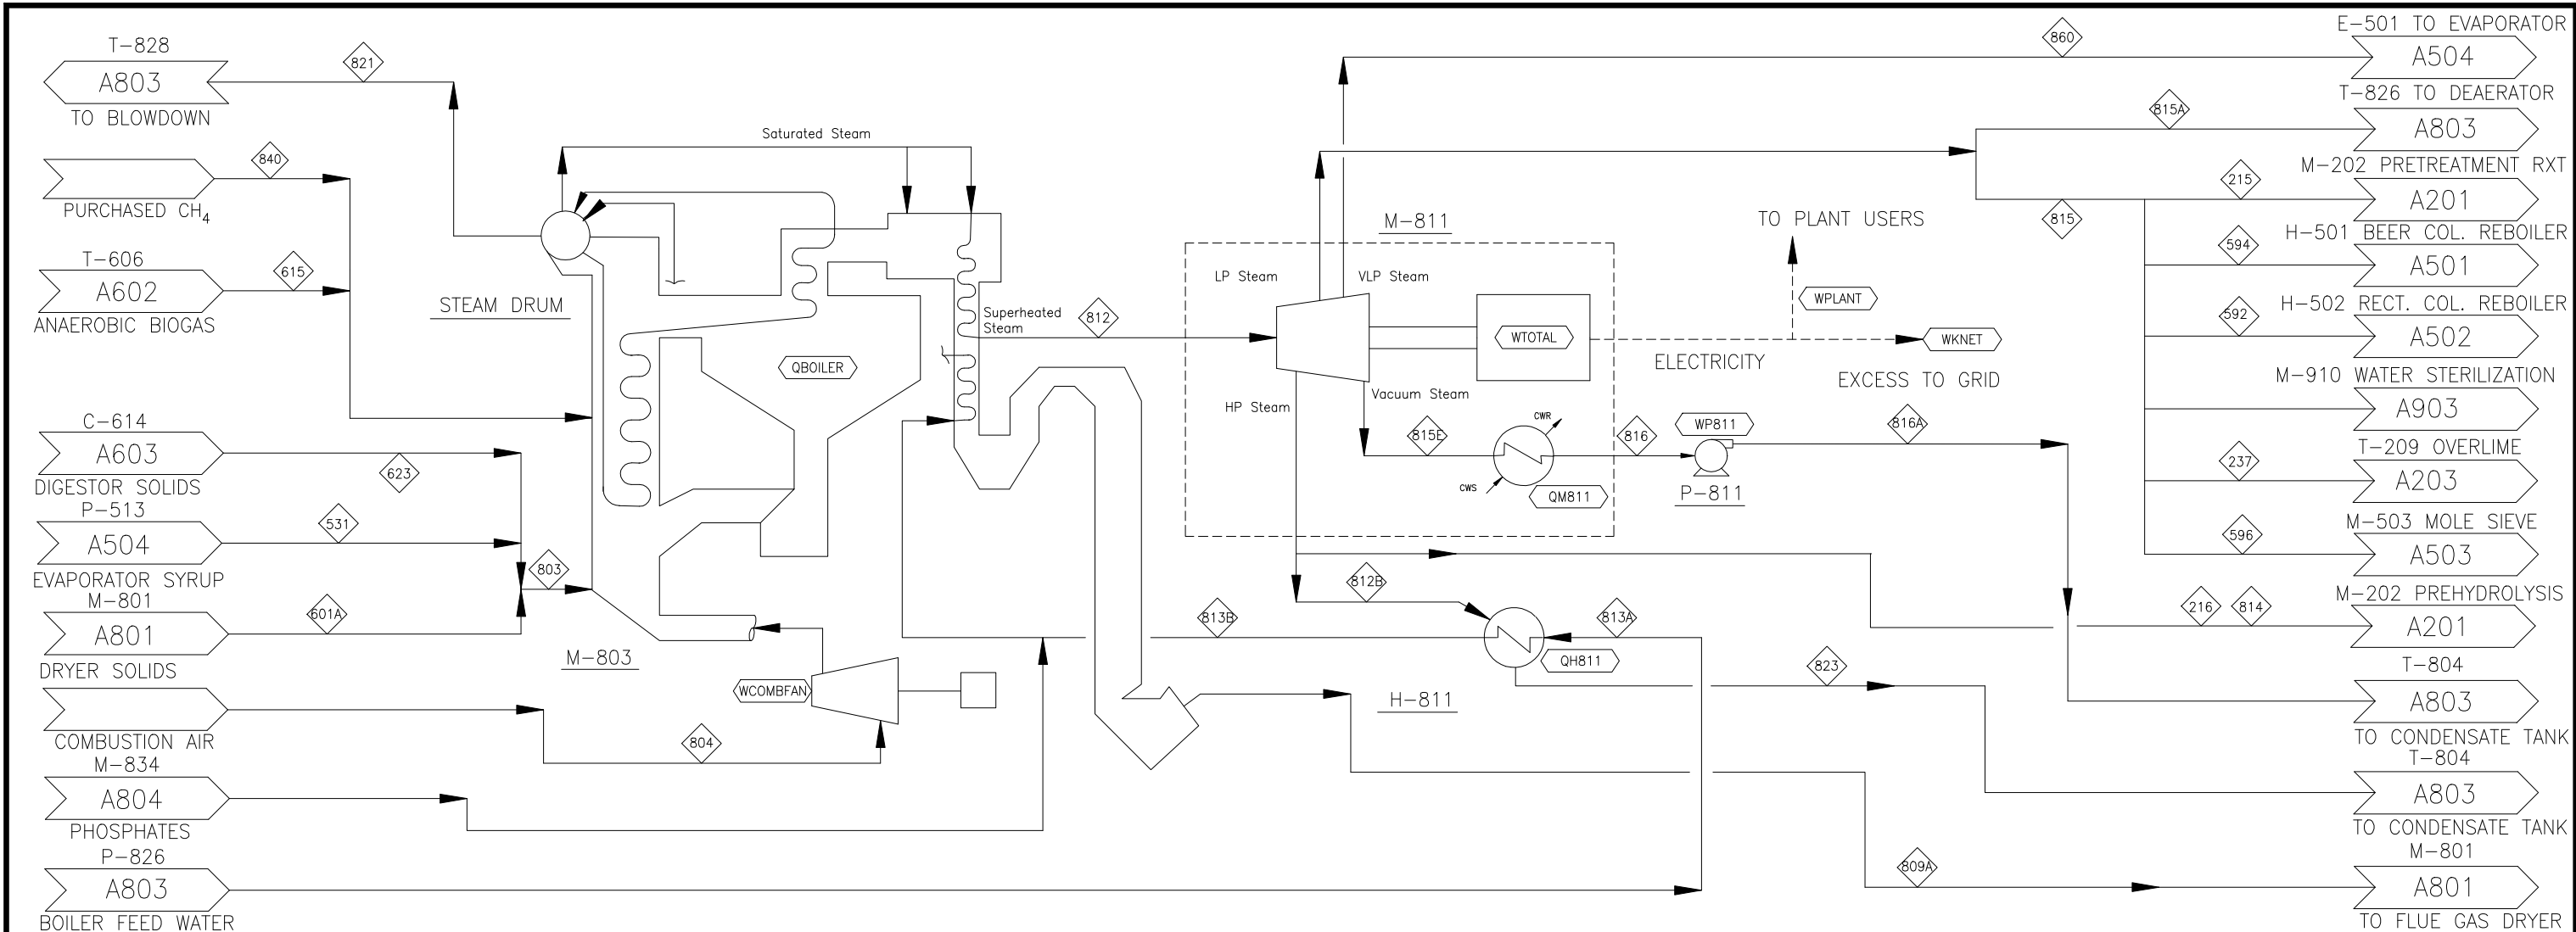 T-828
A803
TO BLOWDOWN
821
840
PURCHASED CH4
T-606
A602
ANAEROBIC BIOGAS
615
C-614
A603
DIGESTOR SOLIDS
623
P-513
A504
EVAPORATOR SYRUP
531
M-801
A801
DRYER SOLIDS
601A
803
COMBUSTION AIR
804
M-834
A804
PHOSPHATES
P-826
A803
BOILER FEED WATER
Saturated Steam
STEAM DRUM
QBOILER
Superheated
Steam
812
M-803
WCOMBFAN
M-811
LP Steam
VLP Steam
HP Steam
Vacuum Steam
WTOTAL
TO PLANT USERS
WPLANT
WKNET
ELECTRICITY
EXCESS TO GRID
815E
CWR
CWS
QM811
816
WP811
P-811
816A
812B
813B
813A
QH811
H-811
823
809A
860
815A
815
215
594
592
237
596
216
814
E-501 TO EVAPORATOR
A504
T-826 TO DEAERATOR
A803
M-202 PRETREATMENT RXT
A201
H-501 BEER COL. REBOILER
A501
H-502 RECT. COL. REBOILER
A502
M-910 WATER STERILIZATION
A903
T-209 OVERLIME
A203
M-503 MOLE SIEVE
A503
M-202 PREHYDROLYSIS
A201
T-804
A803
TO CONDENSATE TANK
T-804
A803
TO CONDENSATE TANK
M-801
A801
TO FLUE GAS DRYER